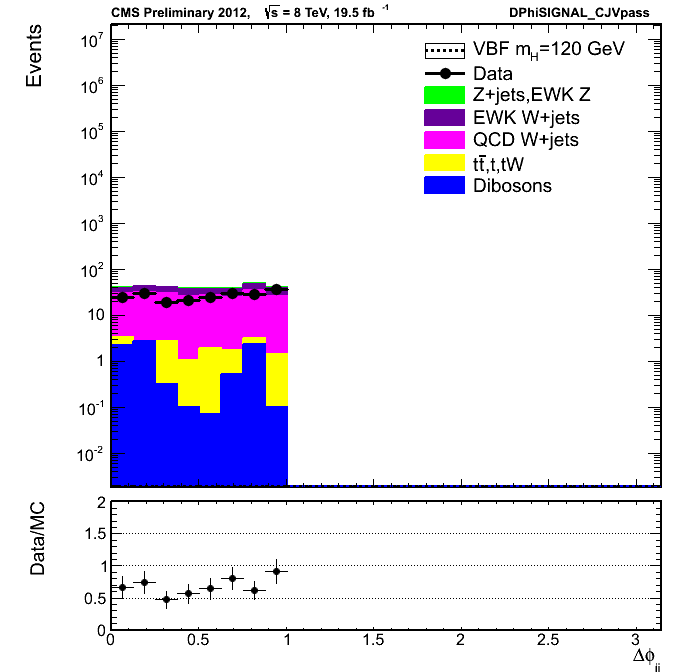 CMS Preliminary 2012, √s = 8 TeV, 19.5 fb⁻¹ DPhiSIGNAL_CJVpass
Events
VBF m_H=120 GeV
Data
Z+jets,EWK Z
EWK W+jets
QCD W+jets
tt̄,t,tW
Dibosons
10⁷
10⁶
10⁵
10⁴
10³
10²
10
1
10⁻¹
10⁻²
Data/MC
2
1.5
1
0.5
0
0 0.5 1 1.5 2 2.5 3
Δϕ_jj